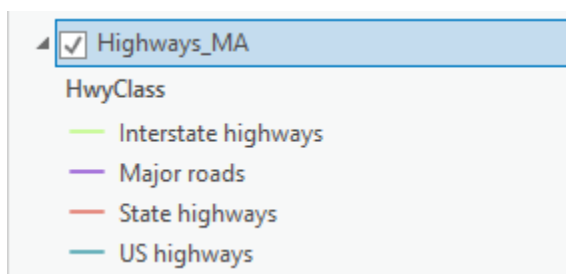 Highways_MA
HwyClass
Interstate highways
Major roads
State highways
US highways